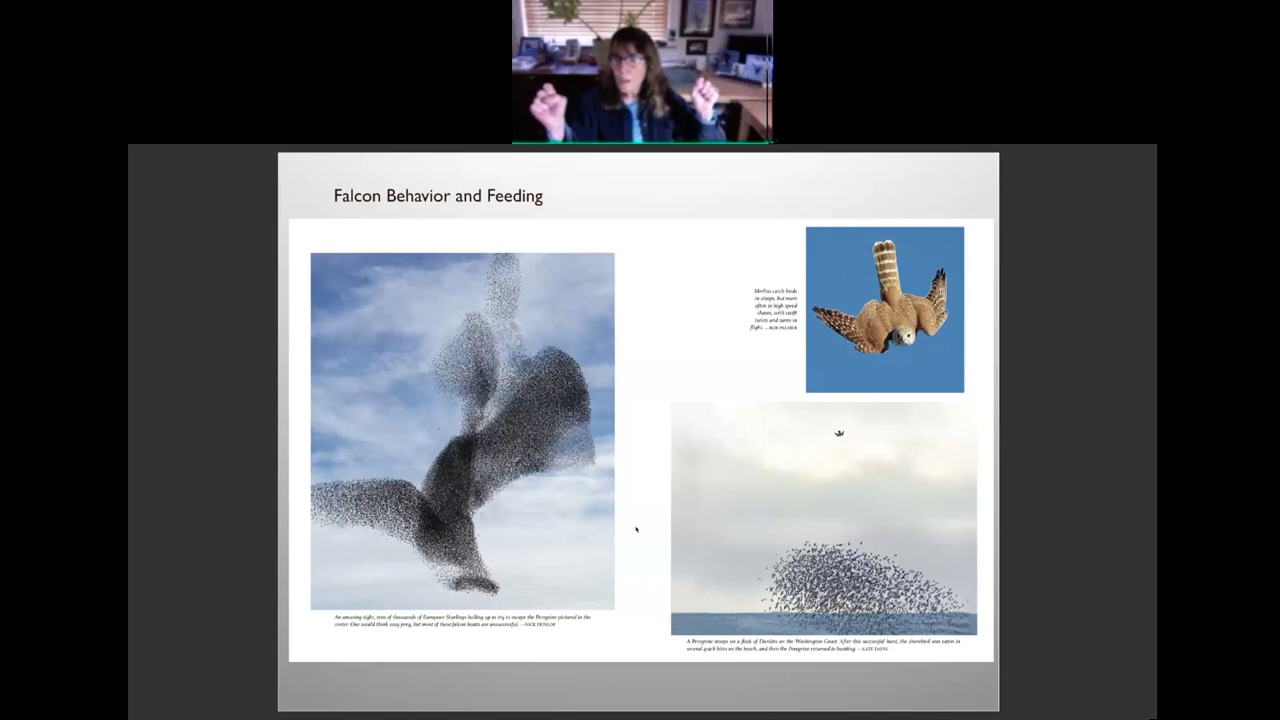 Falcon Behavior and Feeding
Merlins catch birds
in stoops, but more
often in high speed
chases, with swift
twists and turns in
flight. —ROB PALMER
An amazing sight, tens of thousands of European Starlings balling up to try to escape the Peregrine pictured in the
center. One would think easy prey, but most of these falcon hunts are unsuccessful. —NICK DUNLOP
A Peregrine stoops on a flock of Dunlins on the Washington Coast. After this successful hunt, the shorebird was eaten in
several quick bites on the beach, and then the Peregrine returned to hunting. —KATE DAVIS